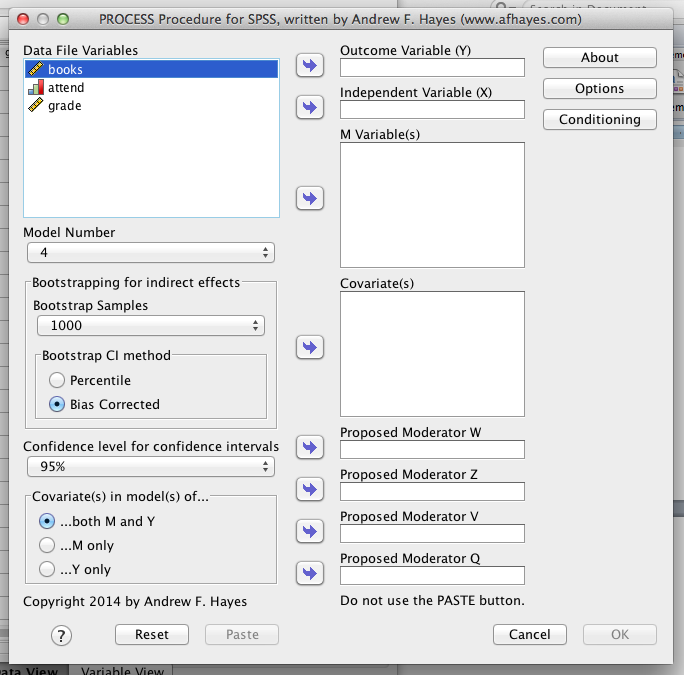 Search in Document
PROCESS Procedure for SPSS, written by Andrew F. Hayes (www.afhayes.com)
Data File Variables
books
attend
grade
Model Number
4
Bootstrapping for indirect effects
Bootstrap Samples
1000
Bootstrap CI method
Percentile
Bias Corrected
Confidence level for confidence intervals
95%
Covariate(s) in model(s) of...
...both M and Y
...M only
...Y only
Copyright 2014 by Andrew F. Hayes
Outcome Variable (Y)
Independent Variable (X)
M Variable(s)
Covariate(s)
Proposed Moderator W
Proposed Moderator Z
Proposed Moderator V
Proposed Moderator Q
Do not use the PASTE button.
About
Options
Conditioning
?
Reset
Paste
Cancel
OK
View
Variable View